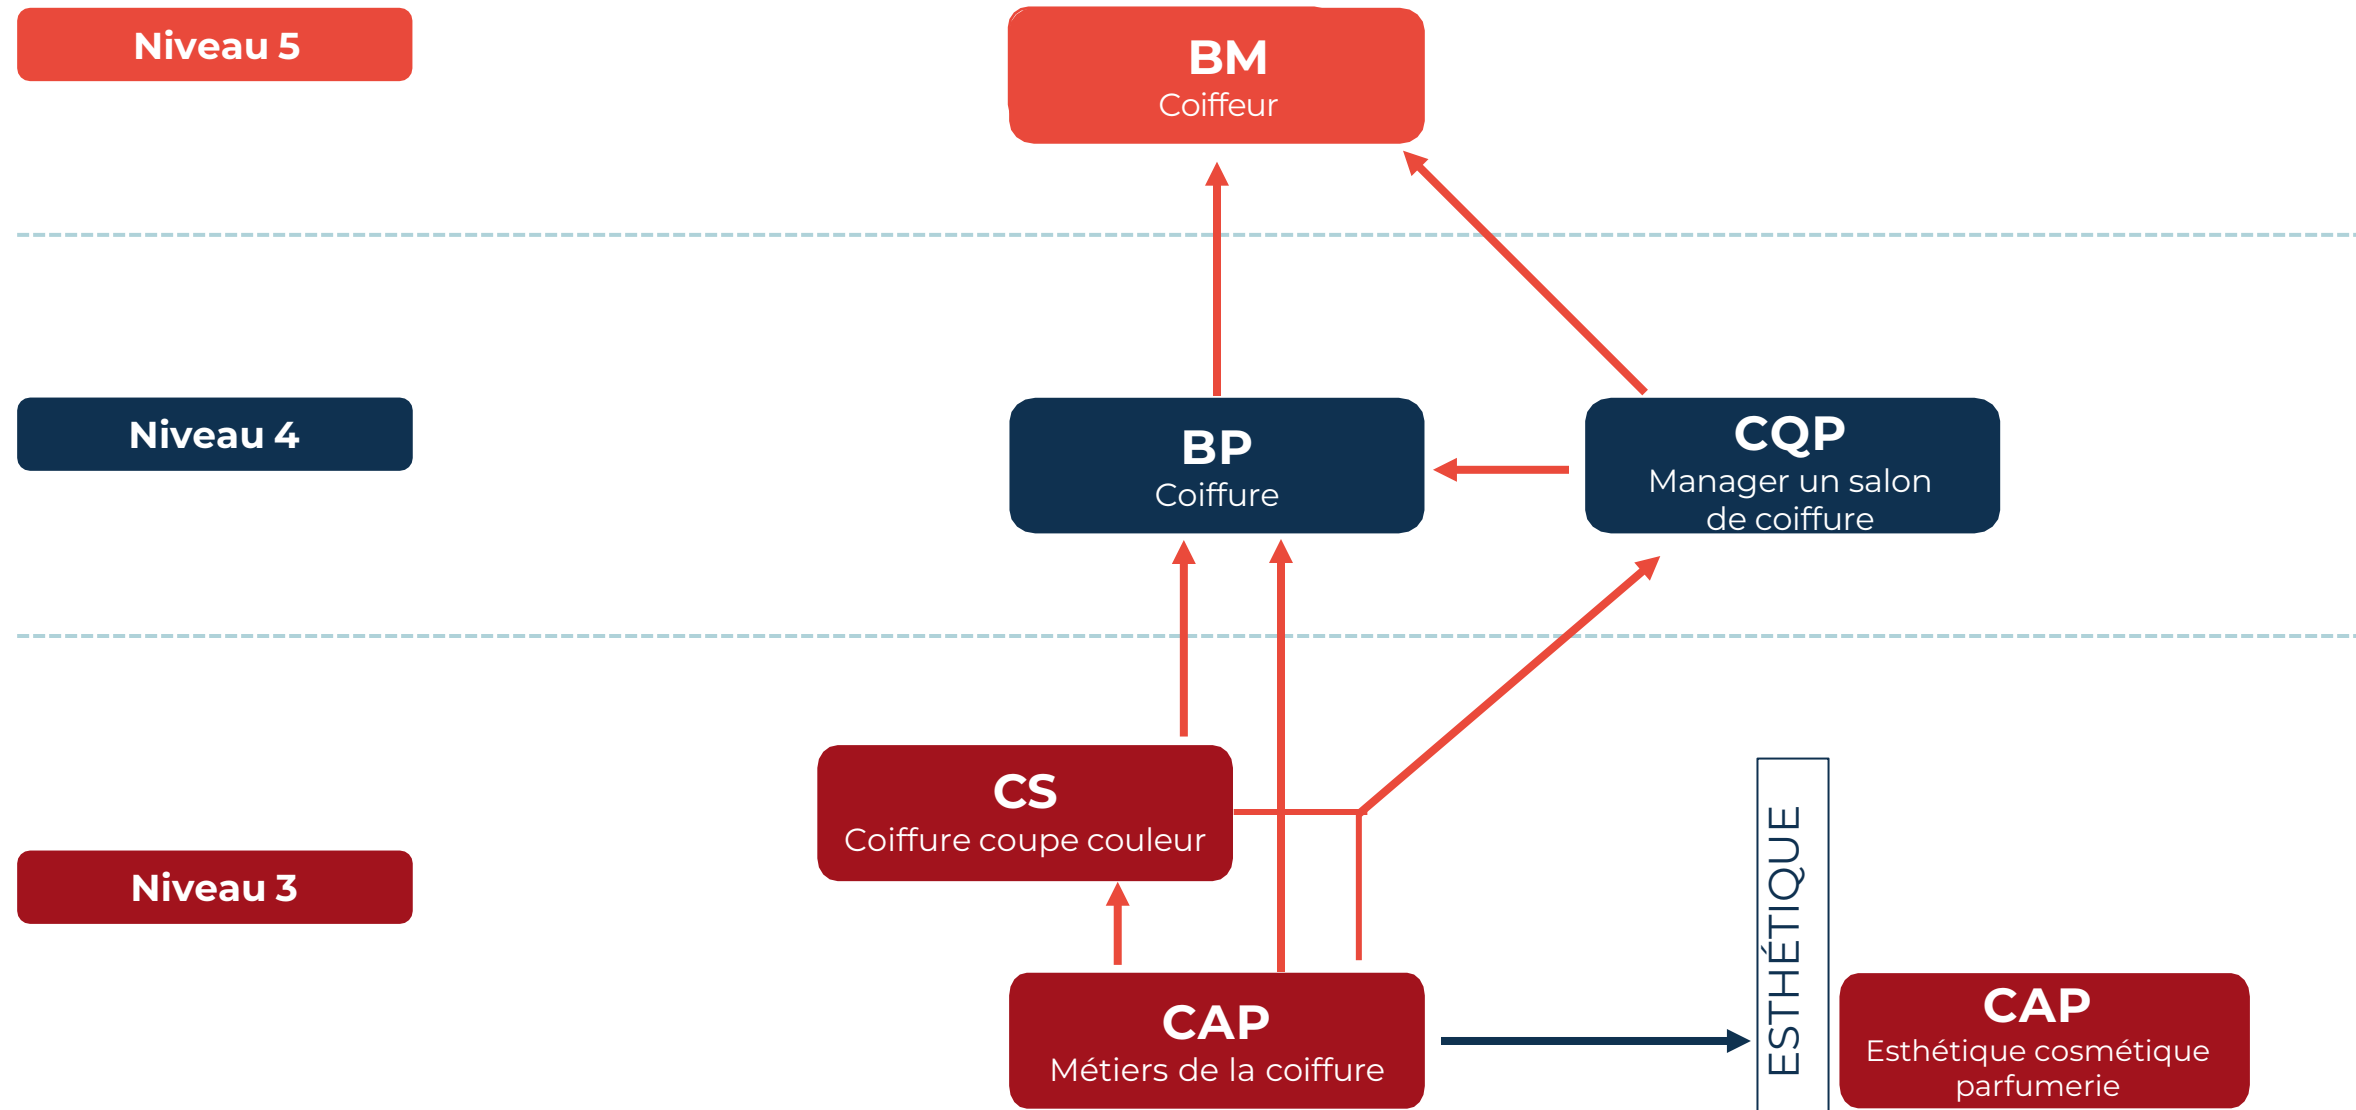 Niveau 5
BM
Coiffeur
Niveau 4
BP
Coiffure
CQP
Manager un salon
de coiffure
CS
Coiffure coupe couleur
Niveau 3
ESTHÉTIQUE
CAP
Métiers de la coiffure
CAP
Esthétique cosmétique
parfumerie